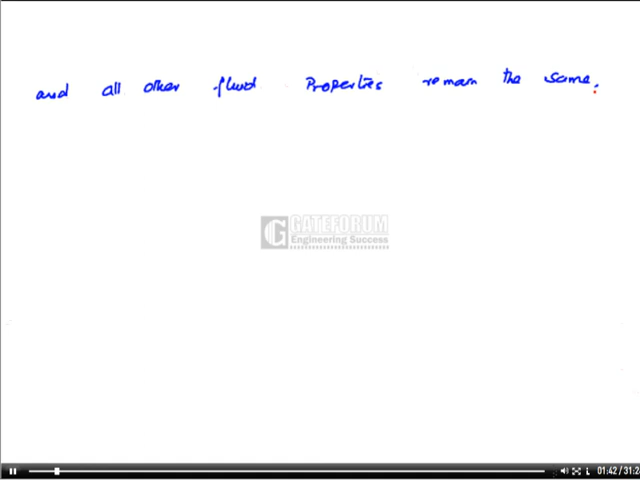 and all other fluid Properties remain the same.
GATEFORUM
Engineering Success
01:42 / 31:2